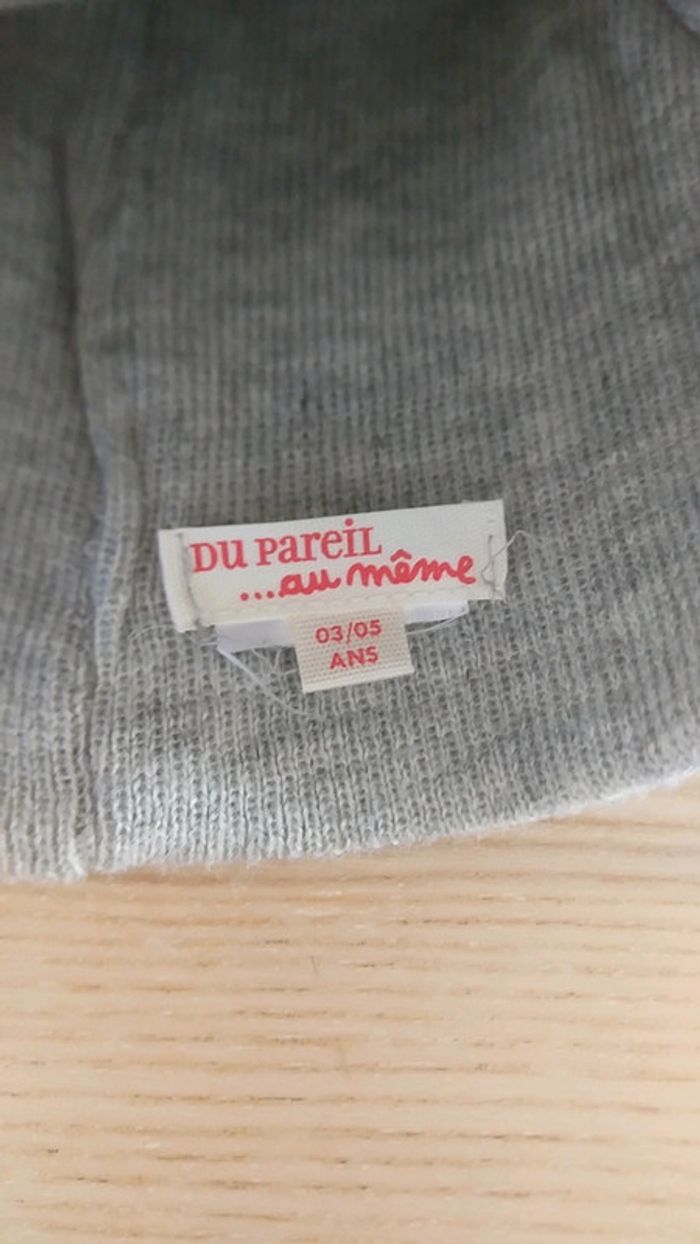 DU PAREIL
...au même
03/05
ANS